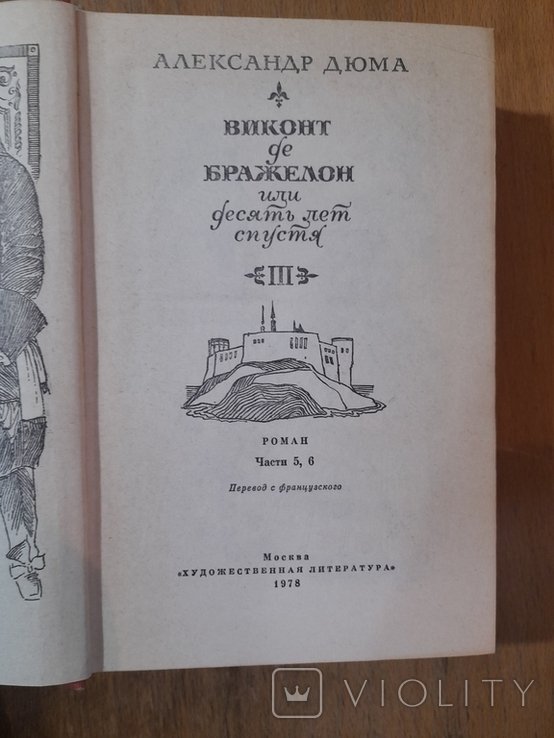 АЛЕКСАНДР ДЮМА
ВИКОНТ
де
БРАЖЕЛОН
или
десять лет
спустя
III
РОМАН
Части 5, 6
Перевод с французского
Москва
«ХУДОЖЕСТВЕННАЯ ЛИТЕРАТУРА»
1978
VIOLITY